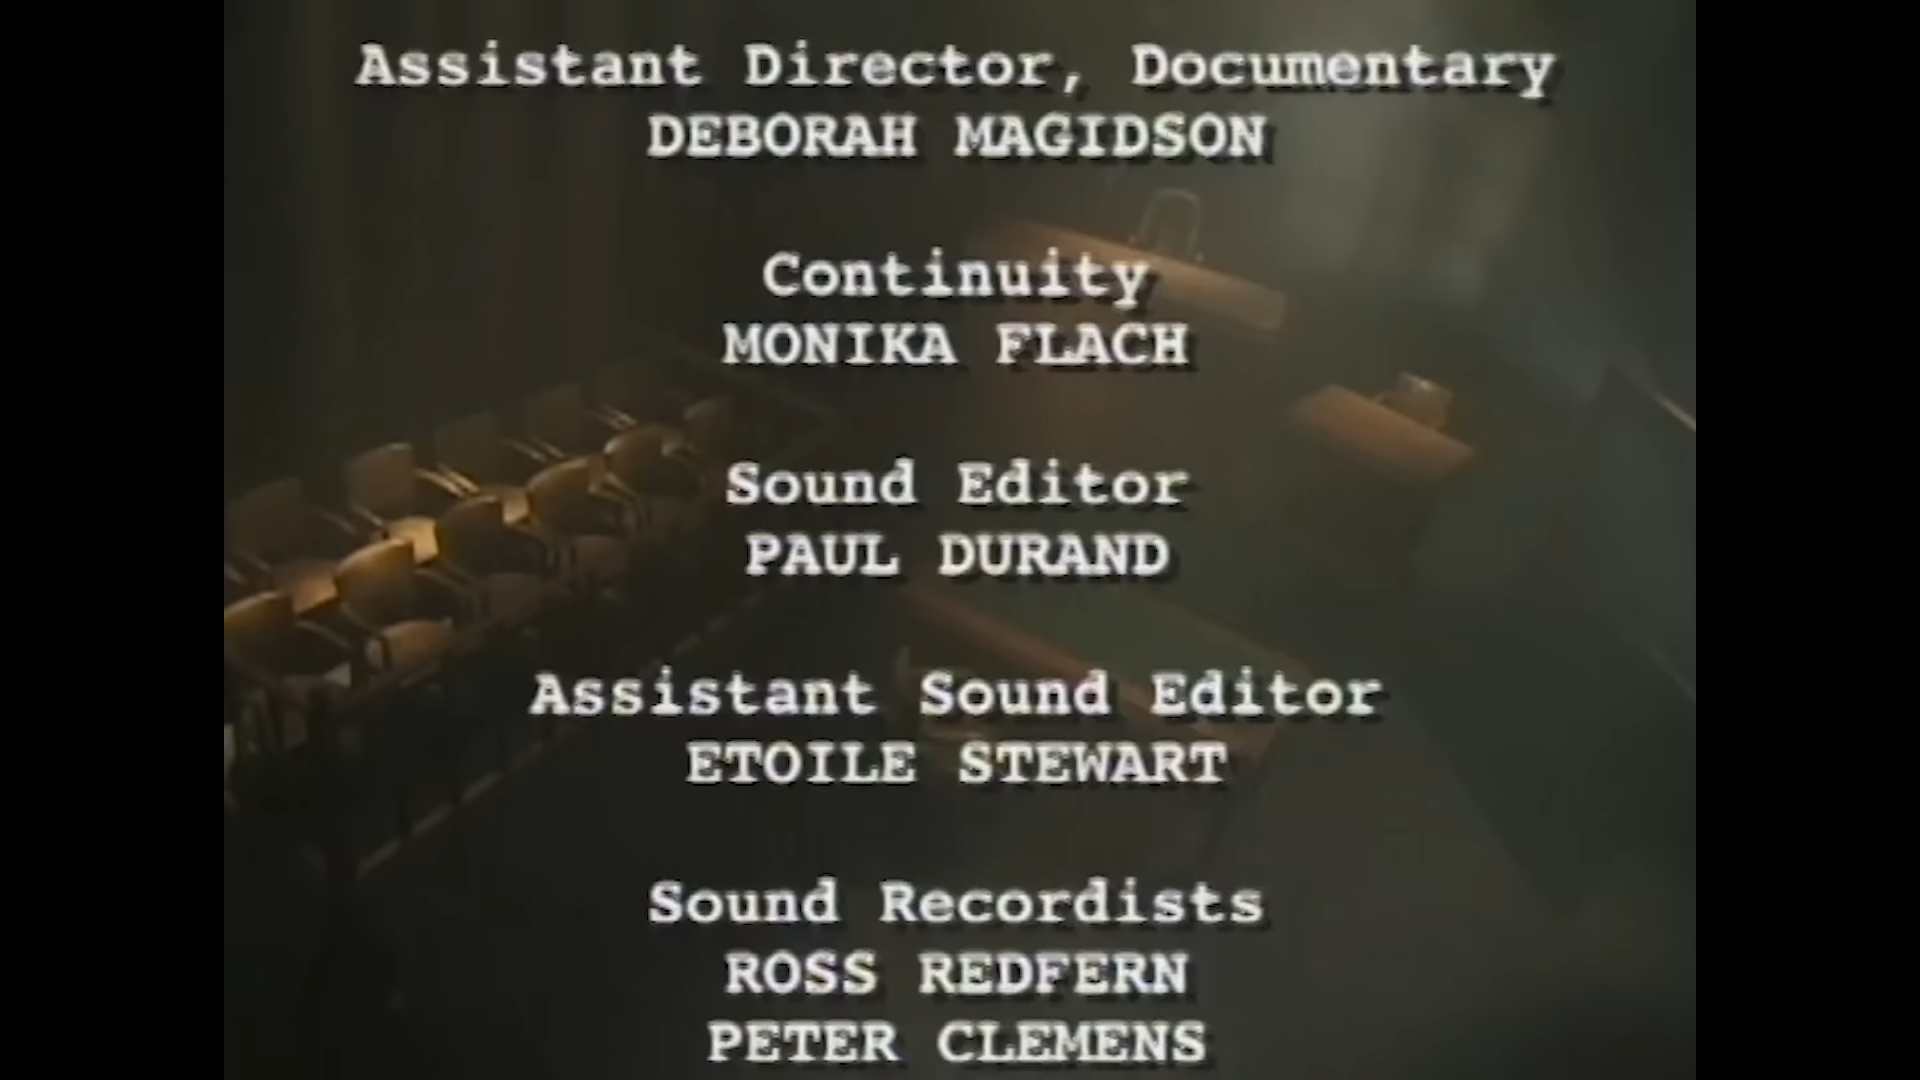 Assistant Director, Documentary
DEBORAH MAGIDSON
Continuity
MONIKA FLACH
Sound Editor
PAUL DURAND
Assistant Sound Editor
ETOILE STEWART
Sound Recordists
ROSS REDFERN
PETER CLEMENS